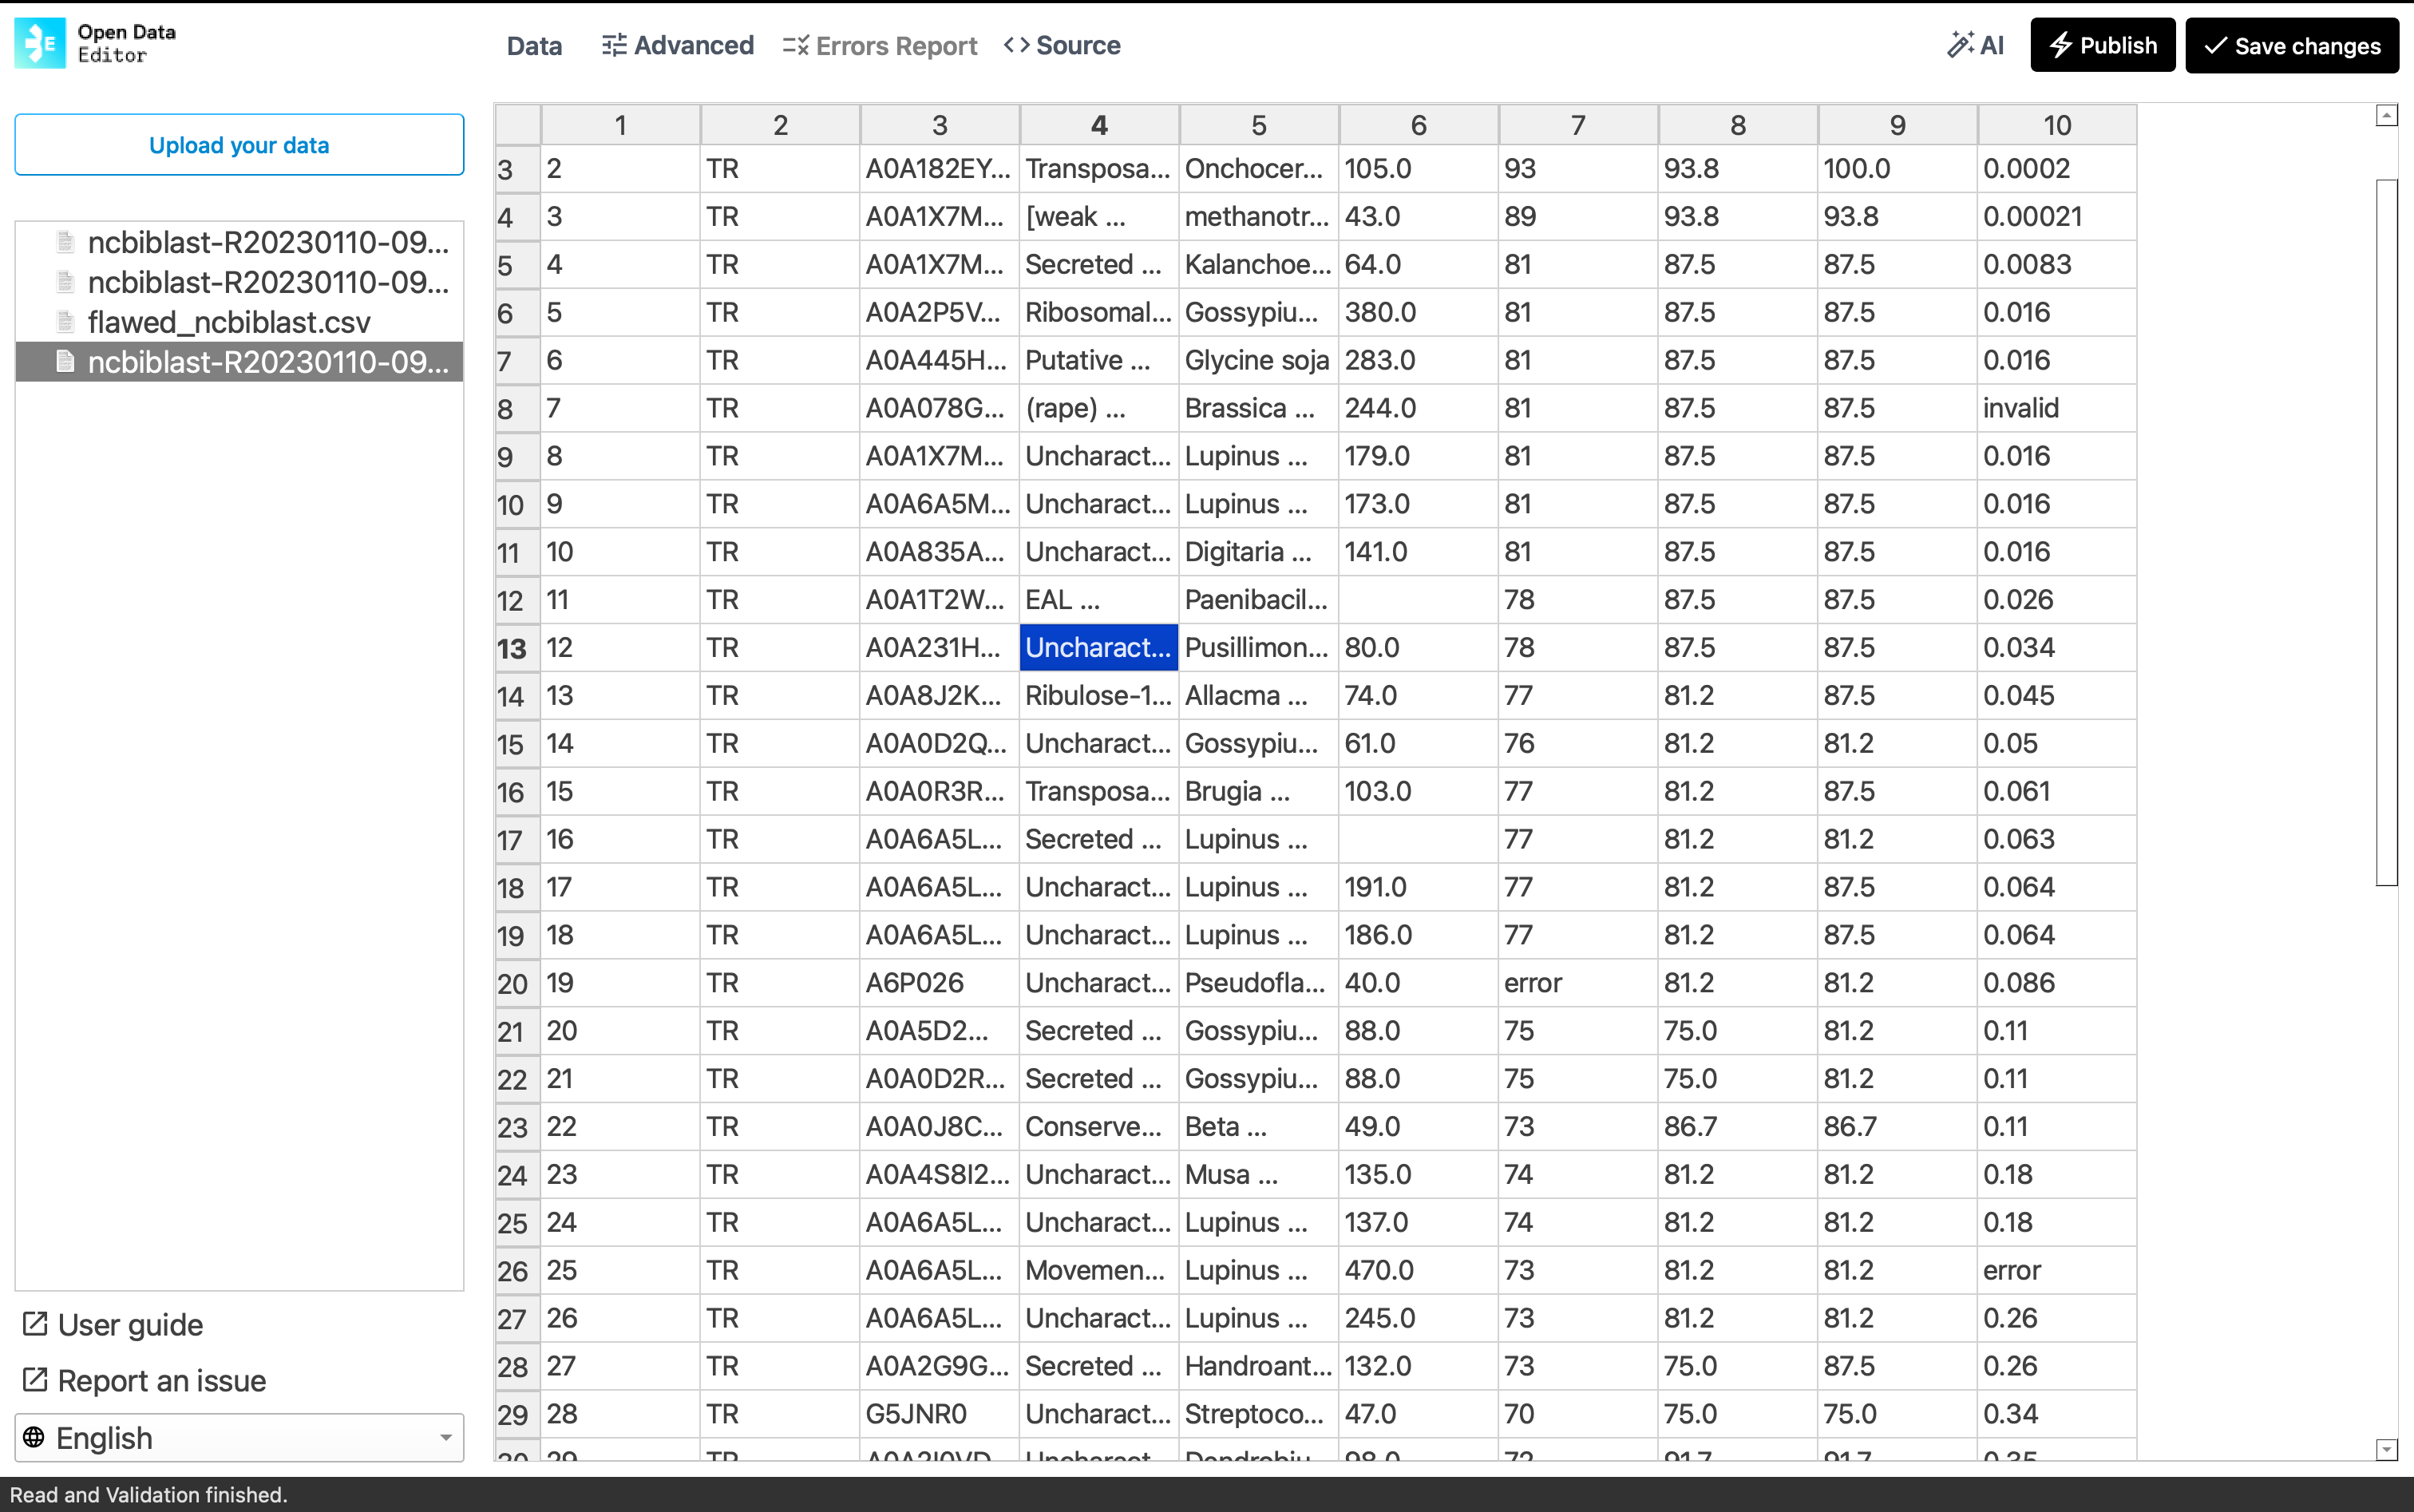 Open Data
Editor
Data Advanced Errors Report Source AI Publish Save changes
Upload your data
ncbiblast-R20230110-09...
ncbiblast-R20230110-09...
flawed_ncbiblast.csv
ncbiblast-R20230110-09...
User guide
Report an issue
English
1 2 3 4 5 6 7 8 9 10
3 2 TR A0A182EY... Transposa... Onchocer... 105.0 93 93.8 100.0 0.0002
4 3 TR A0A1X7M... [weak ... methanotr... 43.0 89 93.8 93.8 0.00021
5 4 TR A0A1X7M... Secreted ... Kalanchoe... 64.0 81 87.5 87.5 0.0083
6 5 TR A0A2P5V... Ribosomal... Gossypiu... 380.0 81 87.5 87.5 0.016
7 6 TR A0A445H... Putative ... Glycine soja 283.0 81 87.5 87.5 0.016
8 7 TR A0A078G... (rape) ... Brassica ... 244.0 81 87.5 87.5 invalid
9 8 TR A0A1X7M... Uncharact... Lupinus ... 179.0 81 87.5 87.5 0.016
10 9 TR A0A6A5M... Uncharact... Lupinus ... 173.0 81 87.5 87.5 0.016
11 10 TR A0A835A... Uncharact... Digitaria ... 141.0 81 87.5 87.5 0.016
12 11 TR A0A1T2W... EAL ... Paenibacil... 78 87.5 87.5 0.026
13 12 TR A0A231H... Uncharact... Pusillimon... 80.0 78 87.5 87.5 0.034
14 13 TR A0A8J2K... Ribulose-1... Allacma ... 74.0 77 81.2 87.5 0.045
15 14 TR A0A0D2Q... Uncharact... Gossypiu... 61.0 76 81.2 81.2 0.05
16 15 TR A0A0R3R... Transposa... Brugia ... 103.0 77 81.2 87.5 0.061
17 16 TR A0A6A5L... Secreted ... Lupinus ... 77 81.2 81.2 0.063
18 17 TR A0A6A5L... Uncharact... Lupinus ... 191.0 77 81.2 87.5 0.064
19 18 TR A0A6A5L... Uncharact... Lupinus ... 186.0 77 81.2 87.5 0.064
20 19 TR A6P026 Uncharact... Pseudofla... 40.0 error 81.2 81.2 0.086
21 20 TR A0A5D2... Secreted ... Gossypiu... 88.0 75 75.0 81.2 0.11
22 21 TR A0A0D2R... Secreted ... Gossypiu... 88.0 75 75.0 81.2 0.11
23 22 TR A0A0J8C... Conserve... Beta ... 49.0 73 86.7 86.7 0.11
24 23 TR A0A4S8I2... Uncharact... Musa ... 135.0 74 81.2 81.2 0.18
25 24 TR A0A6A5L... Uncharact... Lupinus ... 137.0 74 81.2 81.2 0.18
26 25 TR A0A6A5L... Movemen... Lupinus ... 470.0 73 81.2 81.2 error
27 26 TR A0A6A5L... Uncharact... Lupinus ... 245.0 73 81.2 81.2 0.26
28 27 TR A0A2G9G... Secreted ... Handroant... 132.0 73 75.0 87.5 0.26
29 28 TR G5JNR0 Uncharact... Streptoco... 47.0 70 75.0 75.0 0.34
Read and Validation finished.